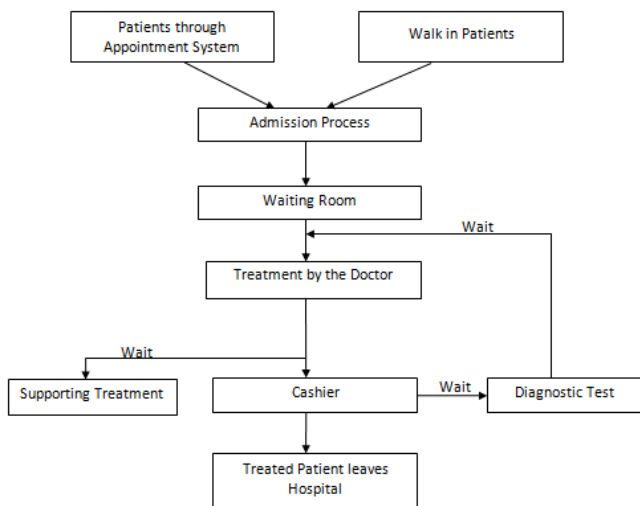 Patients through
Appointment System
Walk in Patients
Admission Process
Waiting Room
Wait
Treatment by the Doctor
Wait
Supporting Treatment
Cashier
Wait
Diagnostic Test
Treated Patient leaves
Hospital